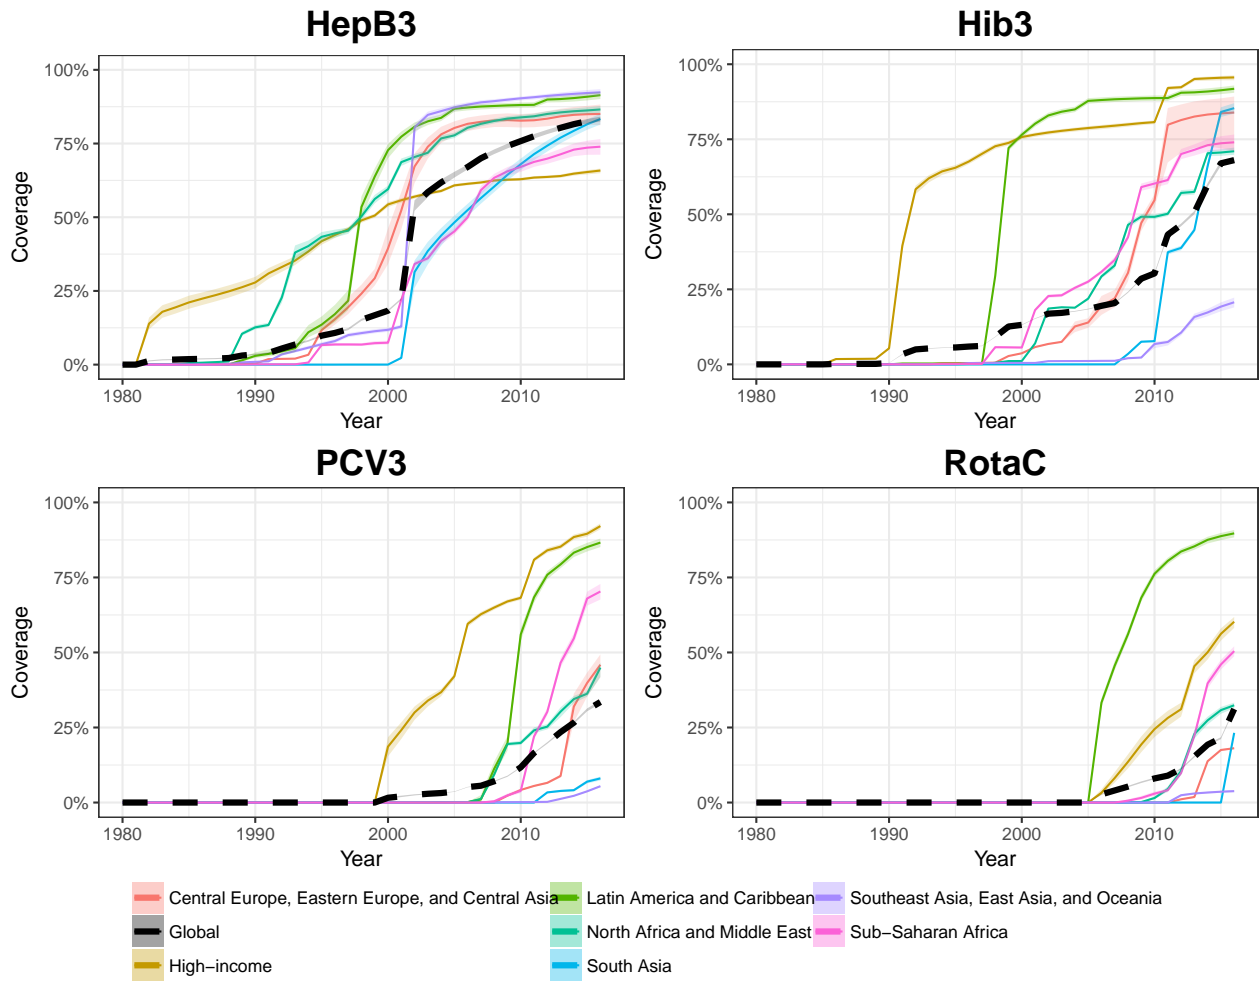 HepB3
Hib3
100%
75%
50%
25%
0%
Coverage
1980
1990
2000
2010
Year
100%
75%
50%
25%
0%
Coverage
1980
1990
2000
2010
Year
PCV3
RotaC
100%
75%
50%
25%
0%
Coverage
1980
1990
2000
2010
Year
100%
75%
50%
25%
0%
Coverage
1980
1990
2000
2010
Year
Central Europe, Eastern Europe, and Central Asia
Latin America and Caribbean
Southeast Asia, East Asia, and Oceania
Global
North Africa and Middle East
Sub−Saharan Africa
High−income
South Asia